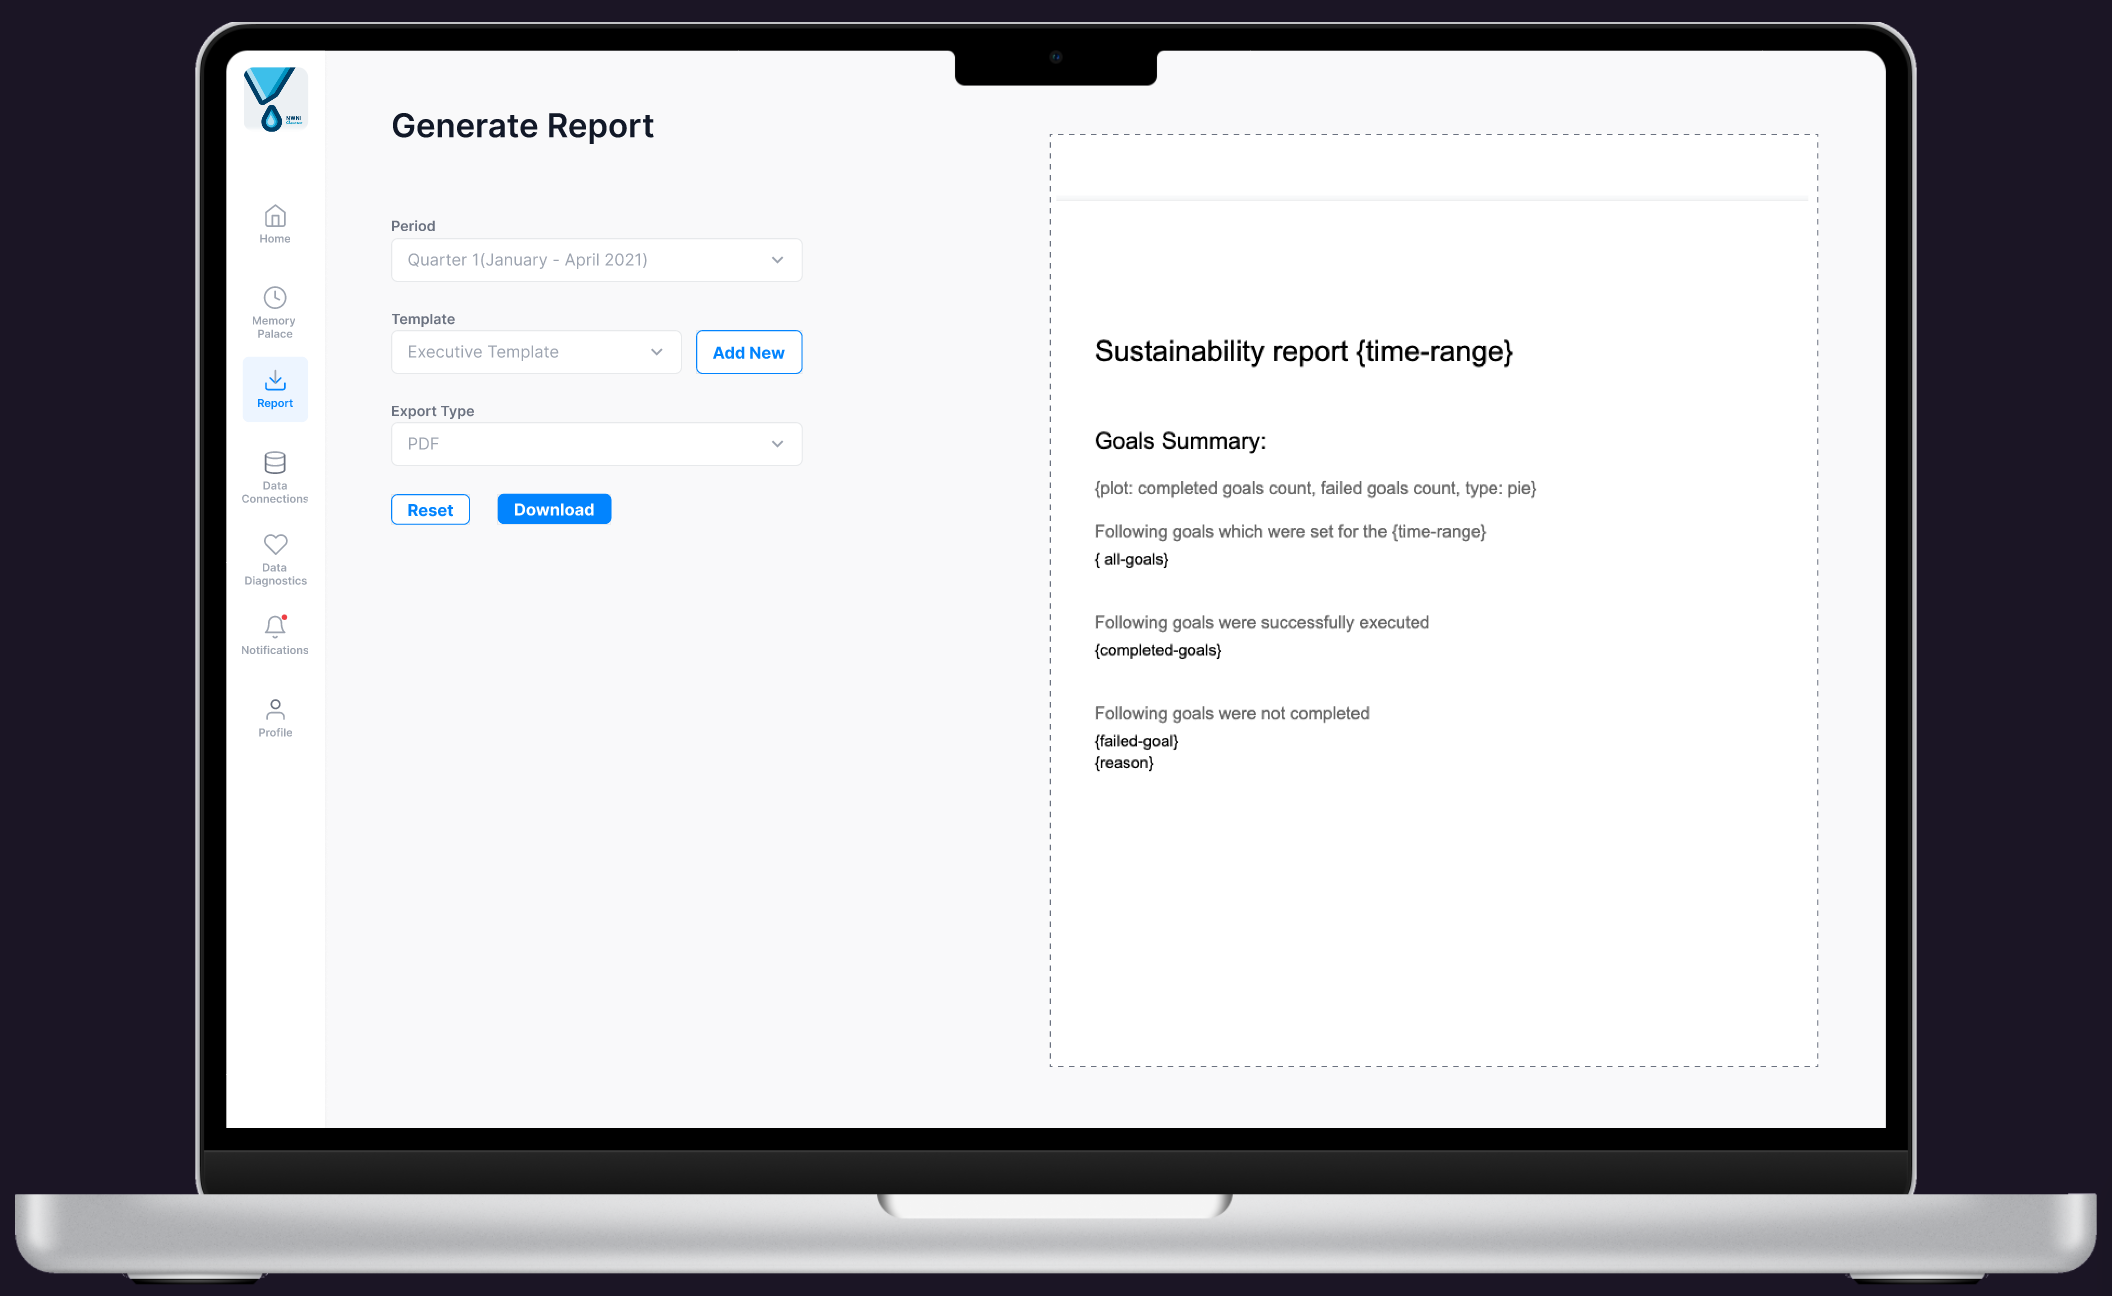 NWNI
Generate Report
Home
Memory
Palace
Report
Data
Connections
Data
Diagnostics
Notifications
Profile
Period
Quarter 1(January - April 2021)
Template
Executive Template
Add New
Export Type
PDF
Reset
Download
Sustainability report {time-range}
Goals Summary:
{plot: completed goals count, failed goals count, type: pie}
Following goals which were set for the {time-range}
{ all-goals}
Following goals were successfully executed
{completed-goals}
Following goals were not completed
{failed-goal}
{reason}